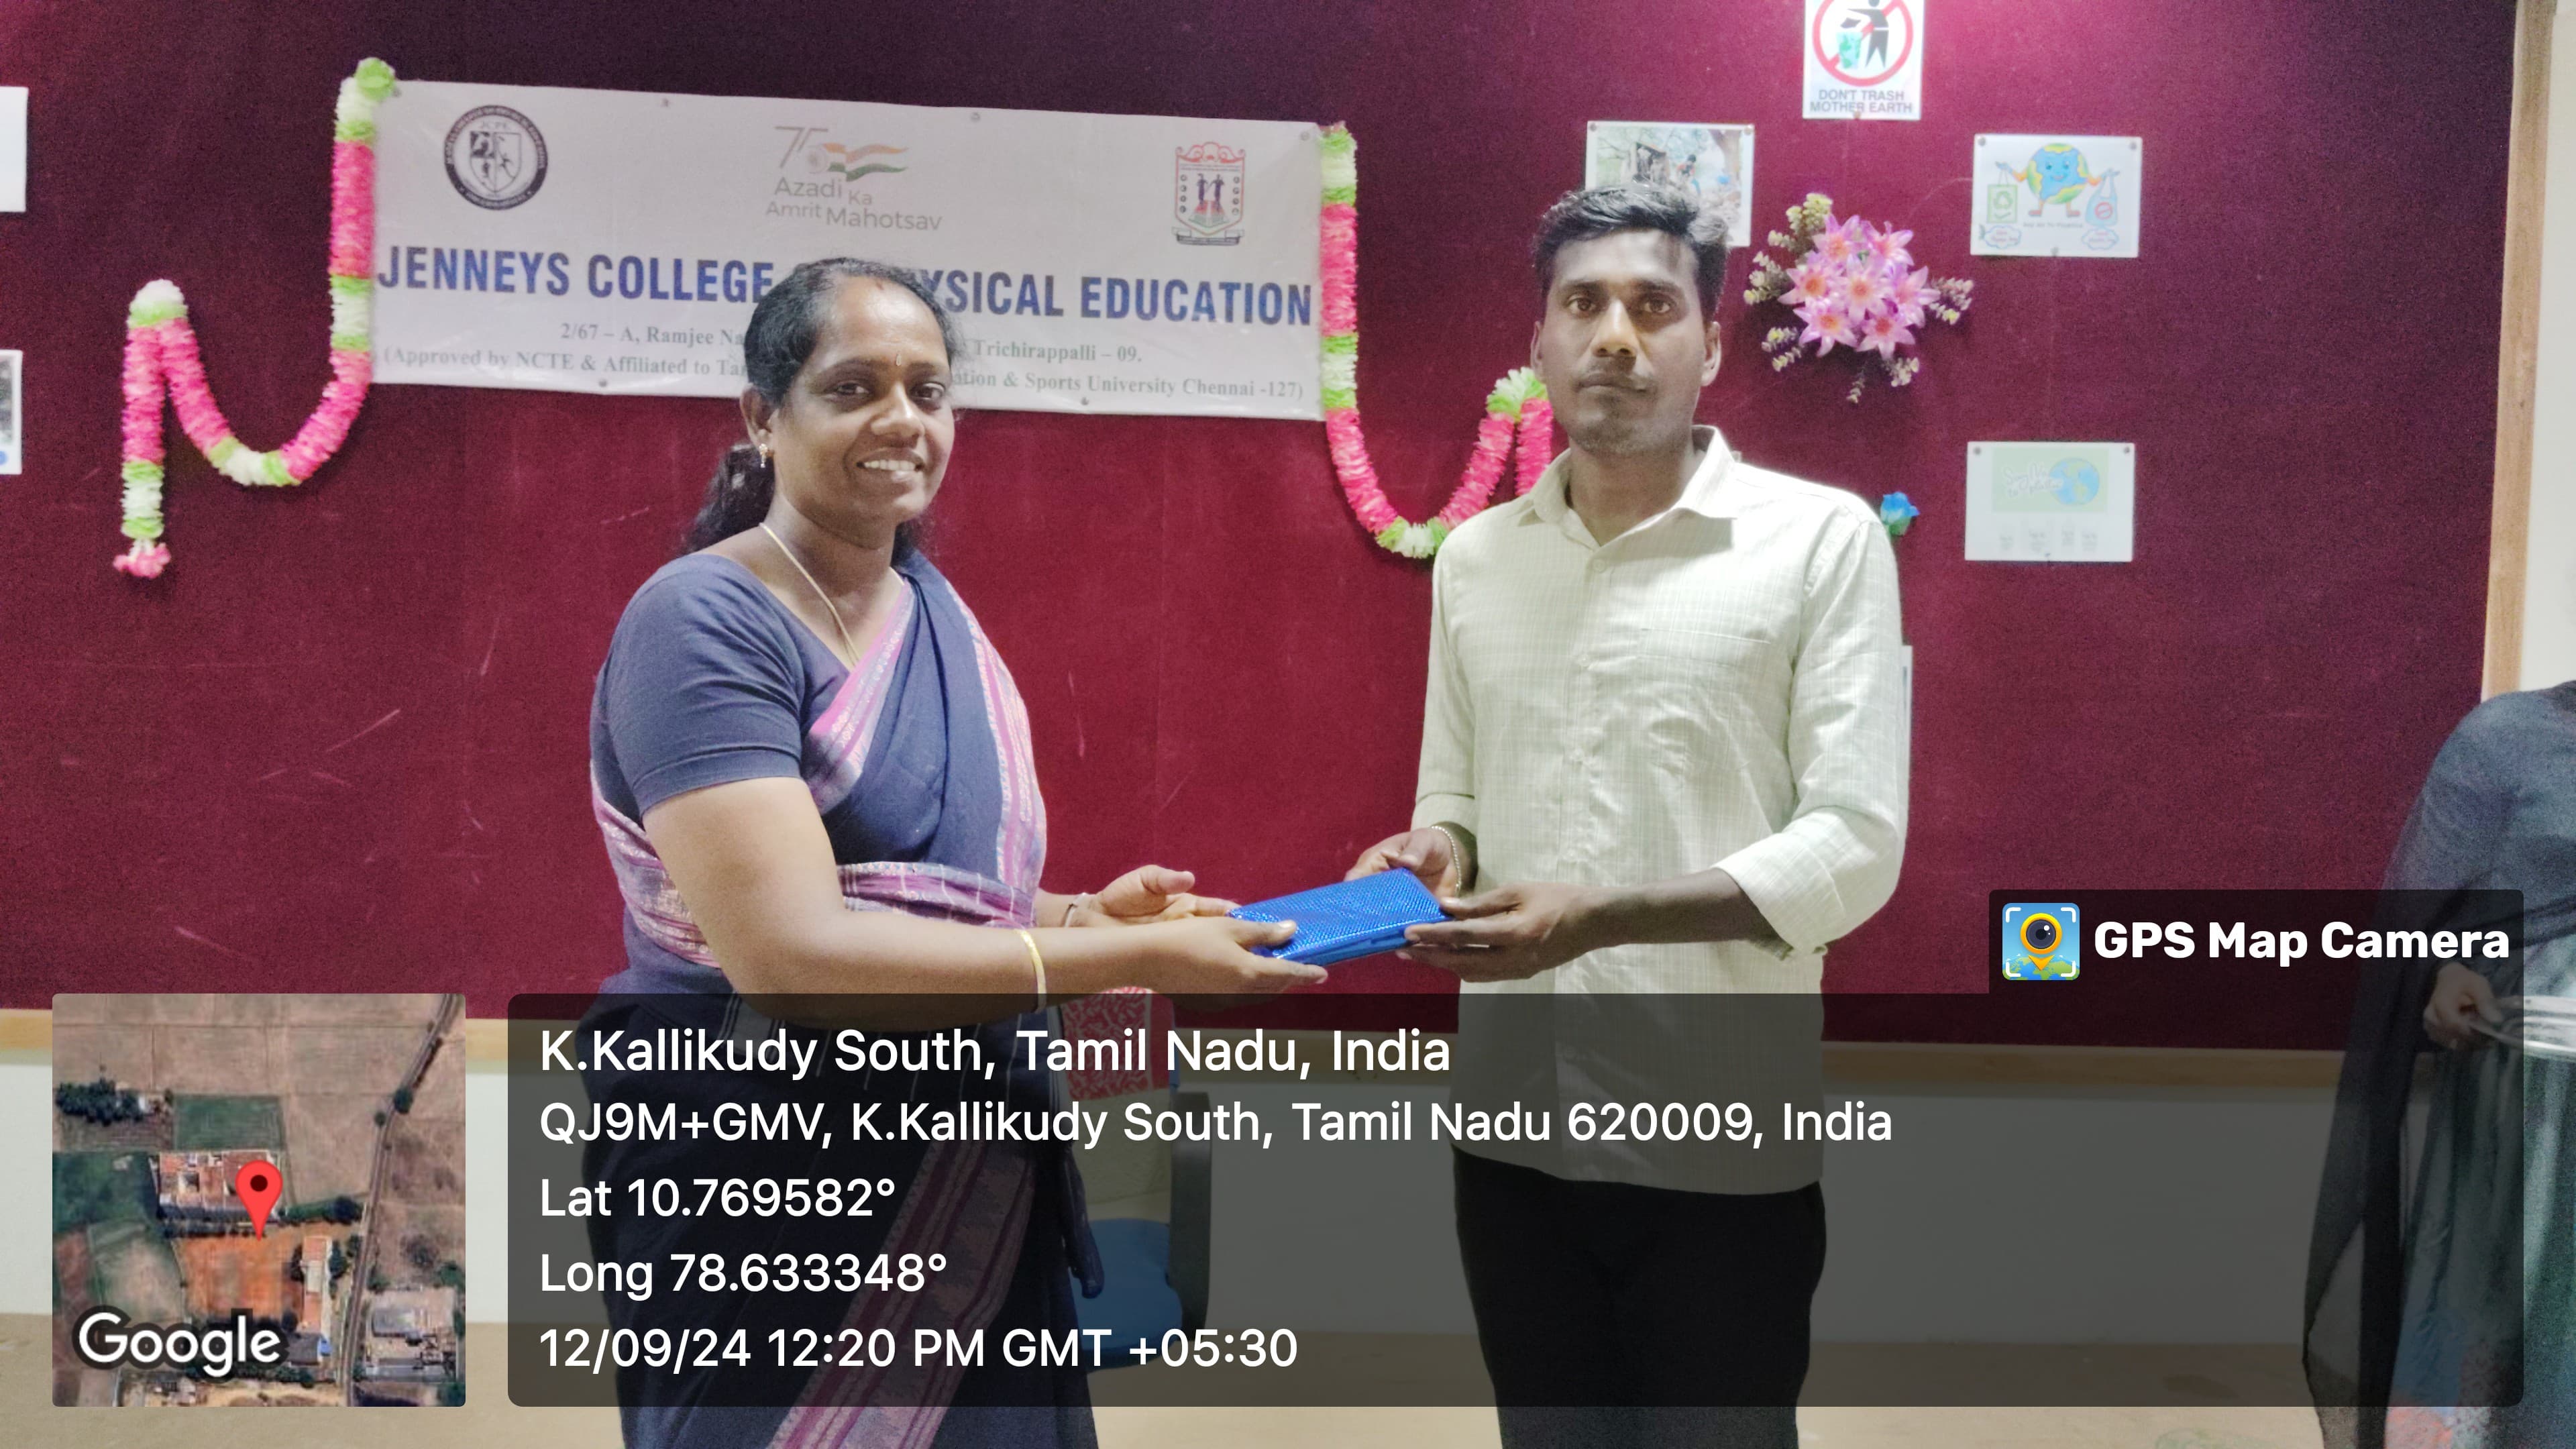 DON'T TRASH
MOTHER EARTH
75
Azadi Ka
Amrit Mahotsav
JENNEYS COLLEGE YSICAL EDUCATION
2/67 – A, Ramjee Na Trichirappalli – 09.
(Approved by NCTE & Affiliated to Ta ation & Sports University Chennai -127)
GPS Map Camera
K.Kallikudy South, Tamil Nadu, India
QJ9M+GMV, K.Kallikudy South, Tamil Nadu 620009, India
Lat 10.769582°
Long 78.633348°
12/09/24 12:20 PM GMT +05:30
Google